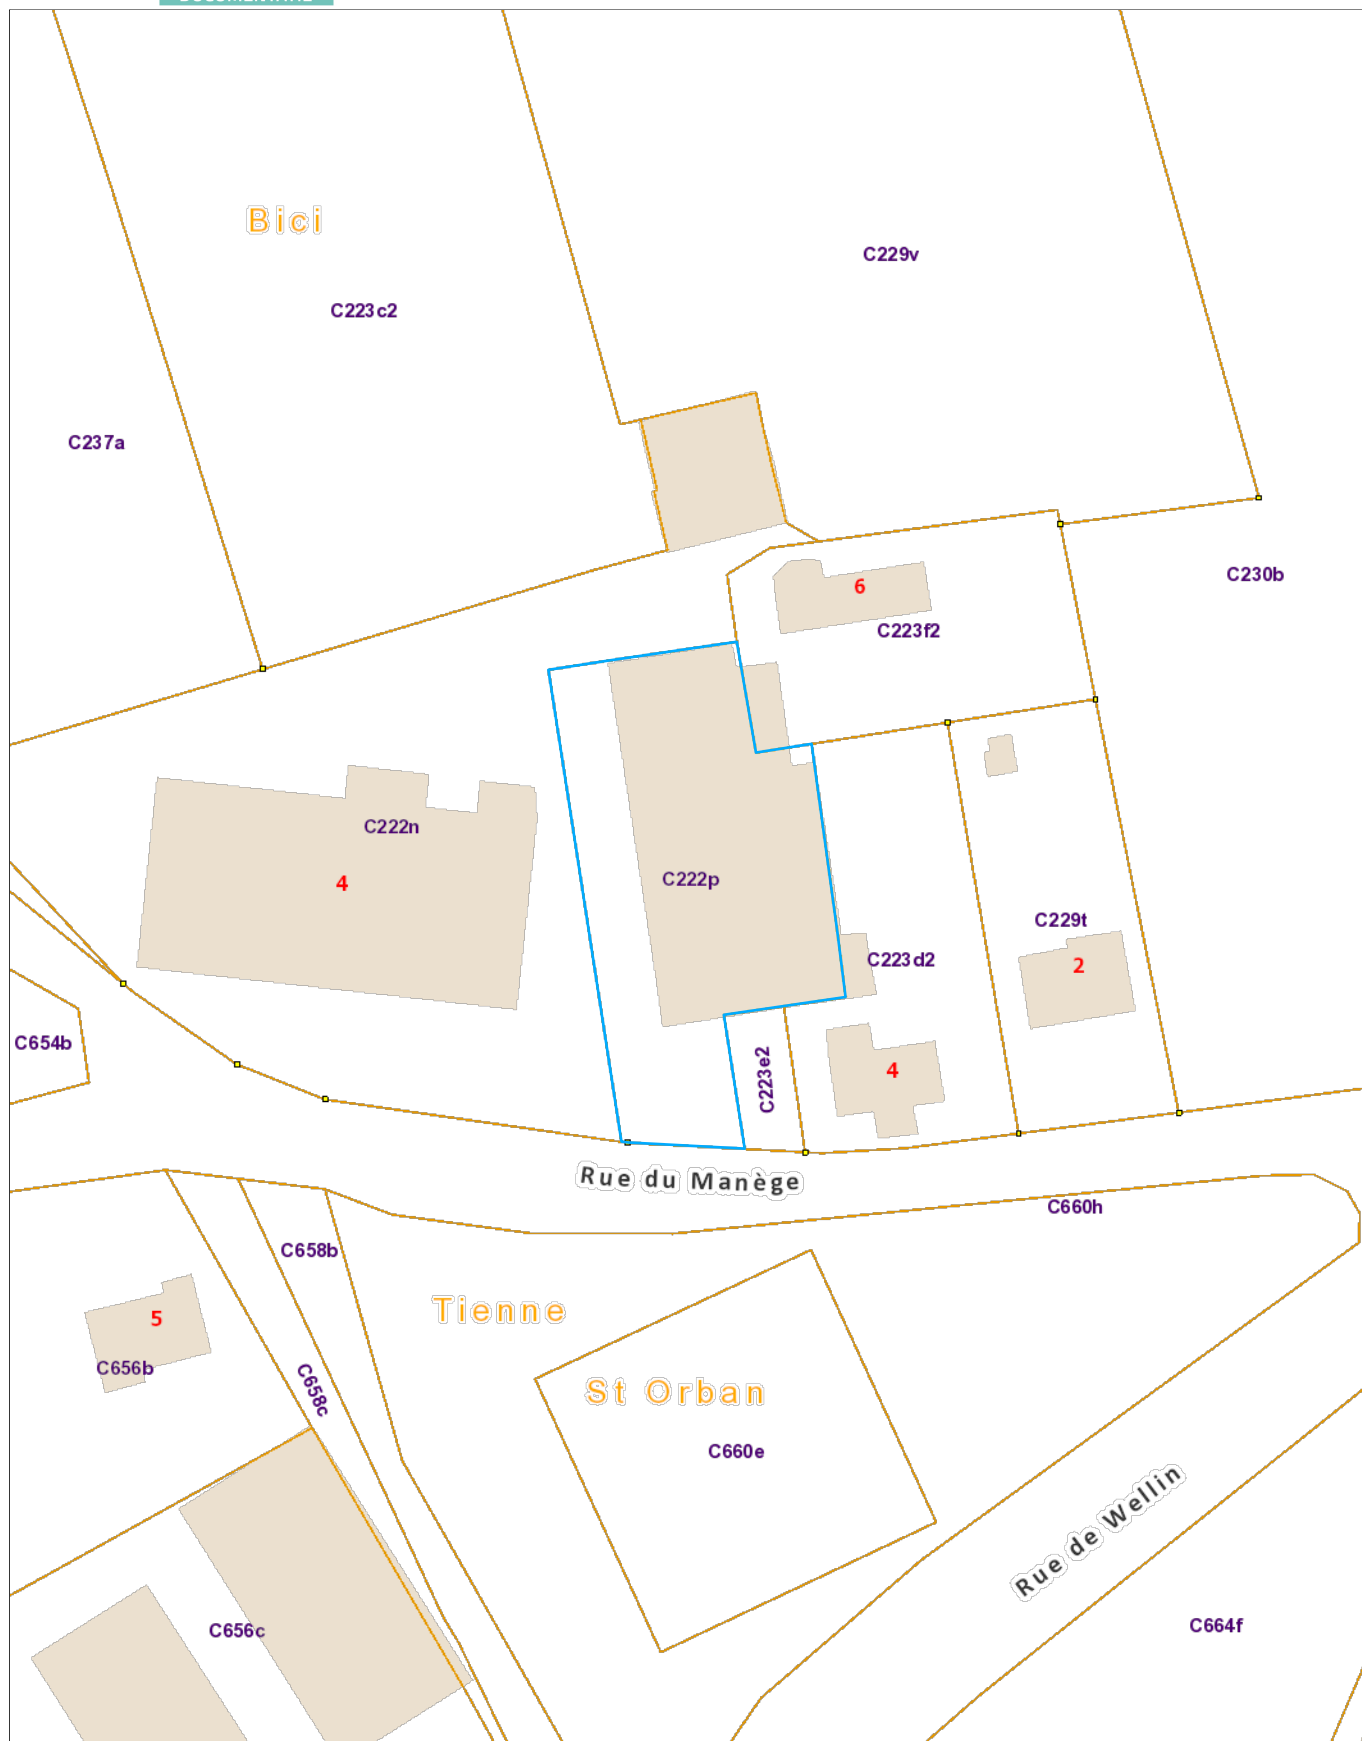 Bici
C229v
C223c2
C237a
C230b
6
C223f2
C222n
4
C222p
C229t
2
C223d2
C654b
4
C223e2
Rue du Manège
C660h
C658b
Tienne
5
C656b
C658c
St Orban
C660e
Rue de Wellin
C656c
C664f